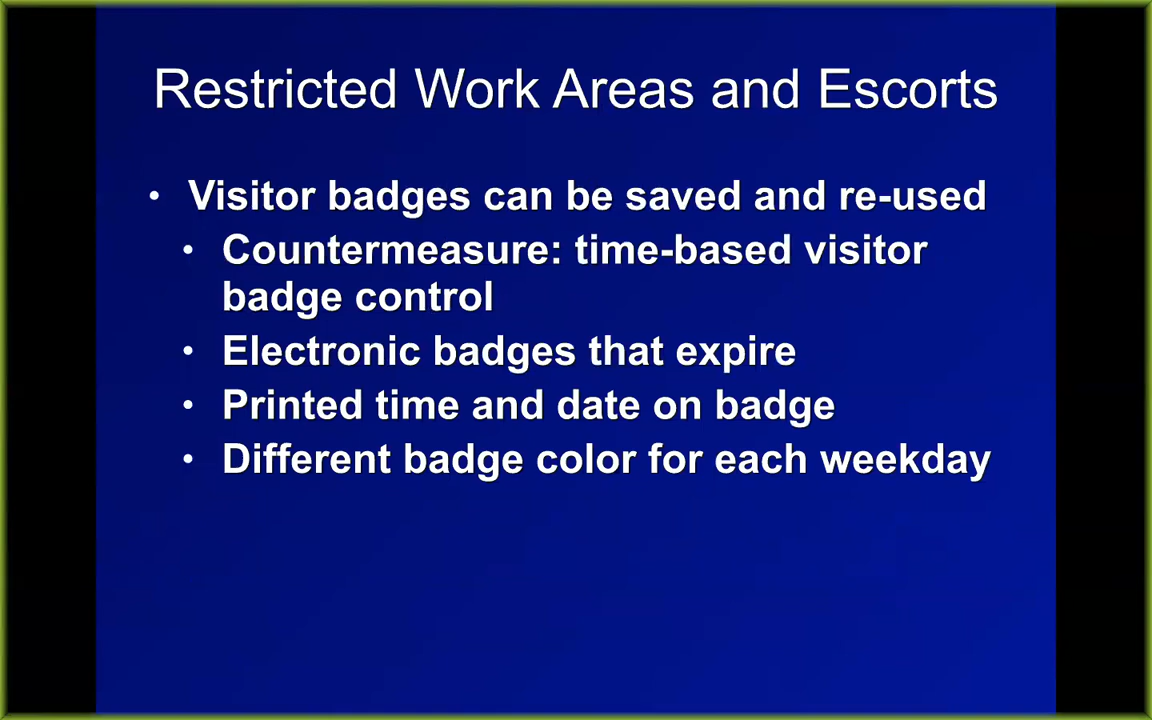 Restricted Work Areas and Escorts
• Visitor badges can be saved and re-used
• Countermeasure: time-based visitor
badge control
• Electronic badges that expire
• Printed time and date on badge
• Different badge color for each weekday